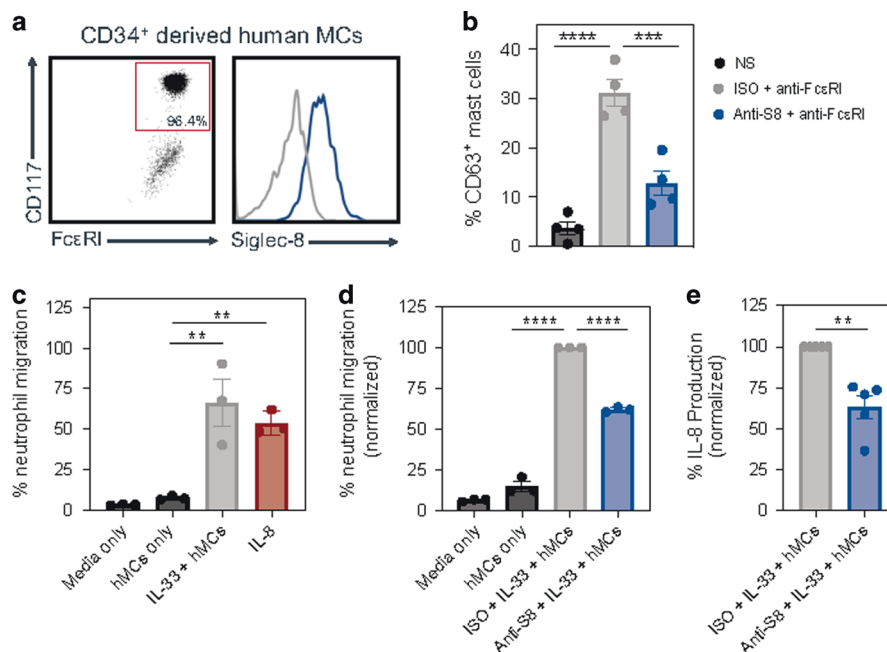 a
CD34+ derived human MCs
96.4%
CD117
FcεRI
Siglec-8
b
% CD63+ mast cells
40
30
20
10
0
****
***
NS
ISO + anti-FcεRI
Anti-S8 + anti-FcεRI
c
% neutrophil migration
125
100
75
50
25
0
**
**
Media only
hMCs only
IL-33 + hMCs
IL-8
d
% neutrophil migration
(normalized)
125
100
75
50
25
0
****
****
Media only
hMCs only
ISO + IL-33 + hMCs
Anti-S8 + IL-33 + hMCs
e
% IL-8 Production
(normalized)
125
100
75
50
25
0
**
ISO + IL-33 + hMCs
Anti-S8 + IL-33 + hMCs